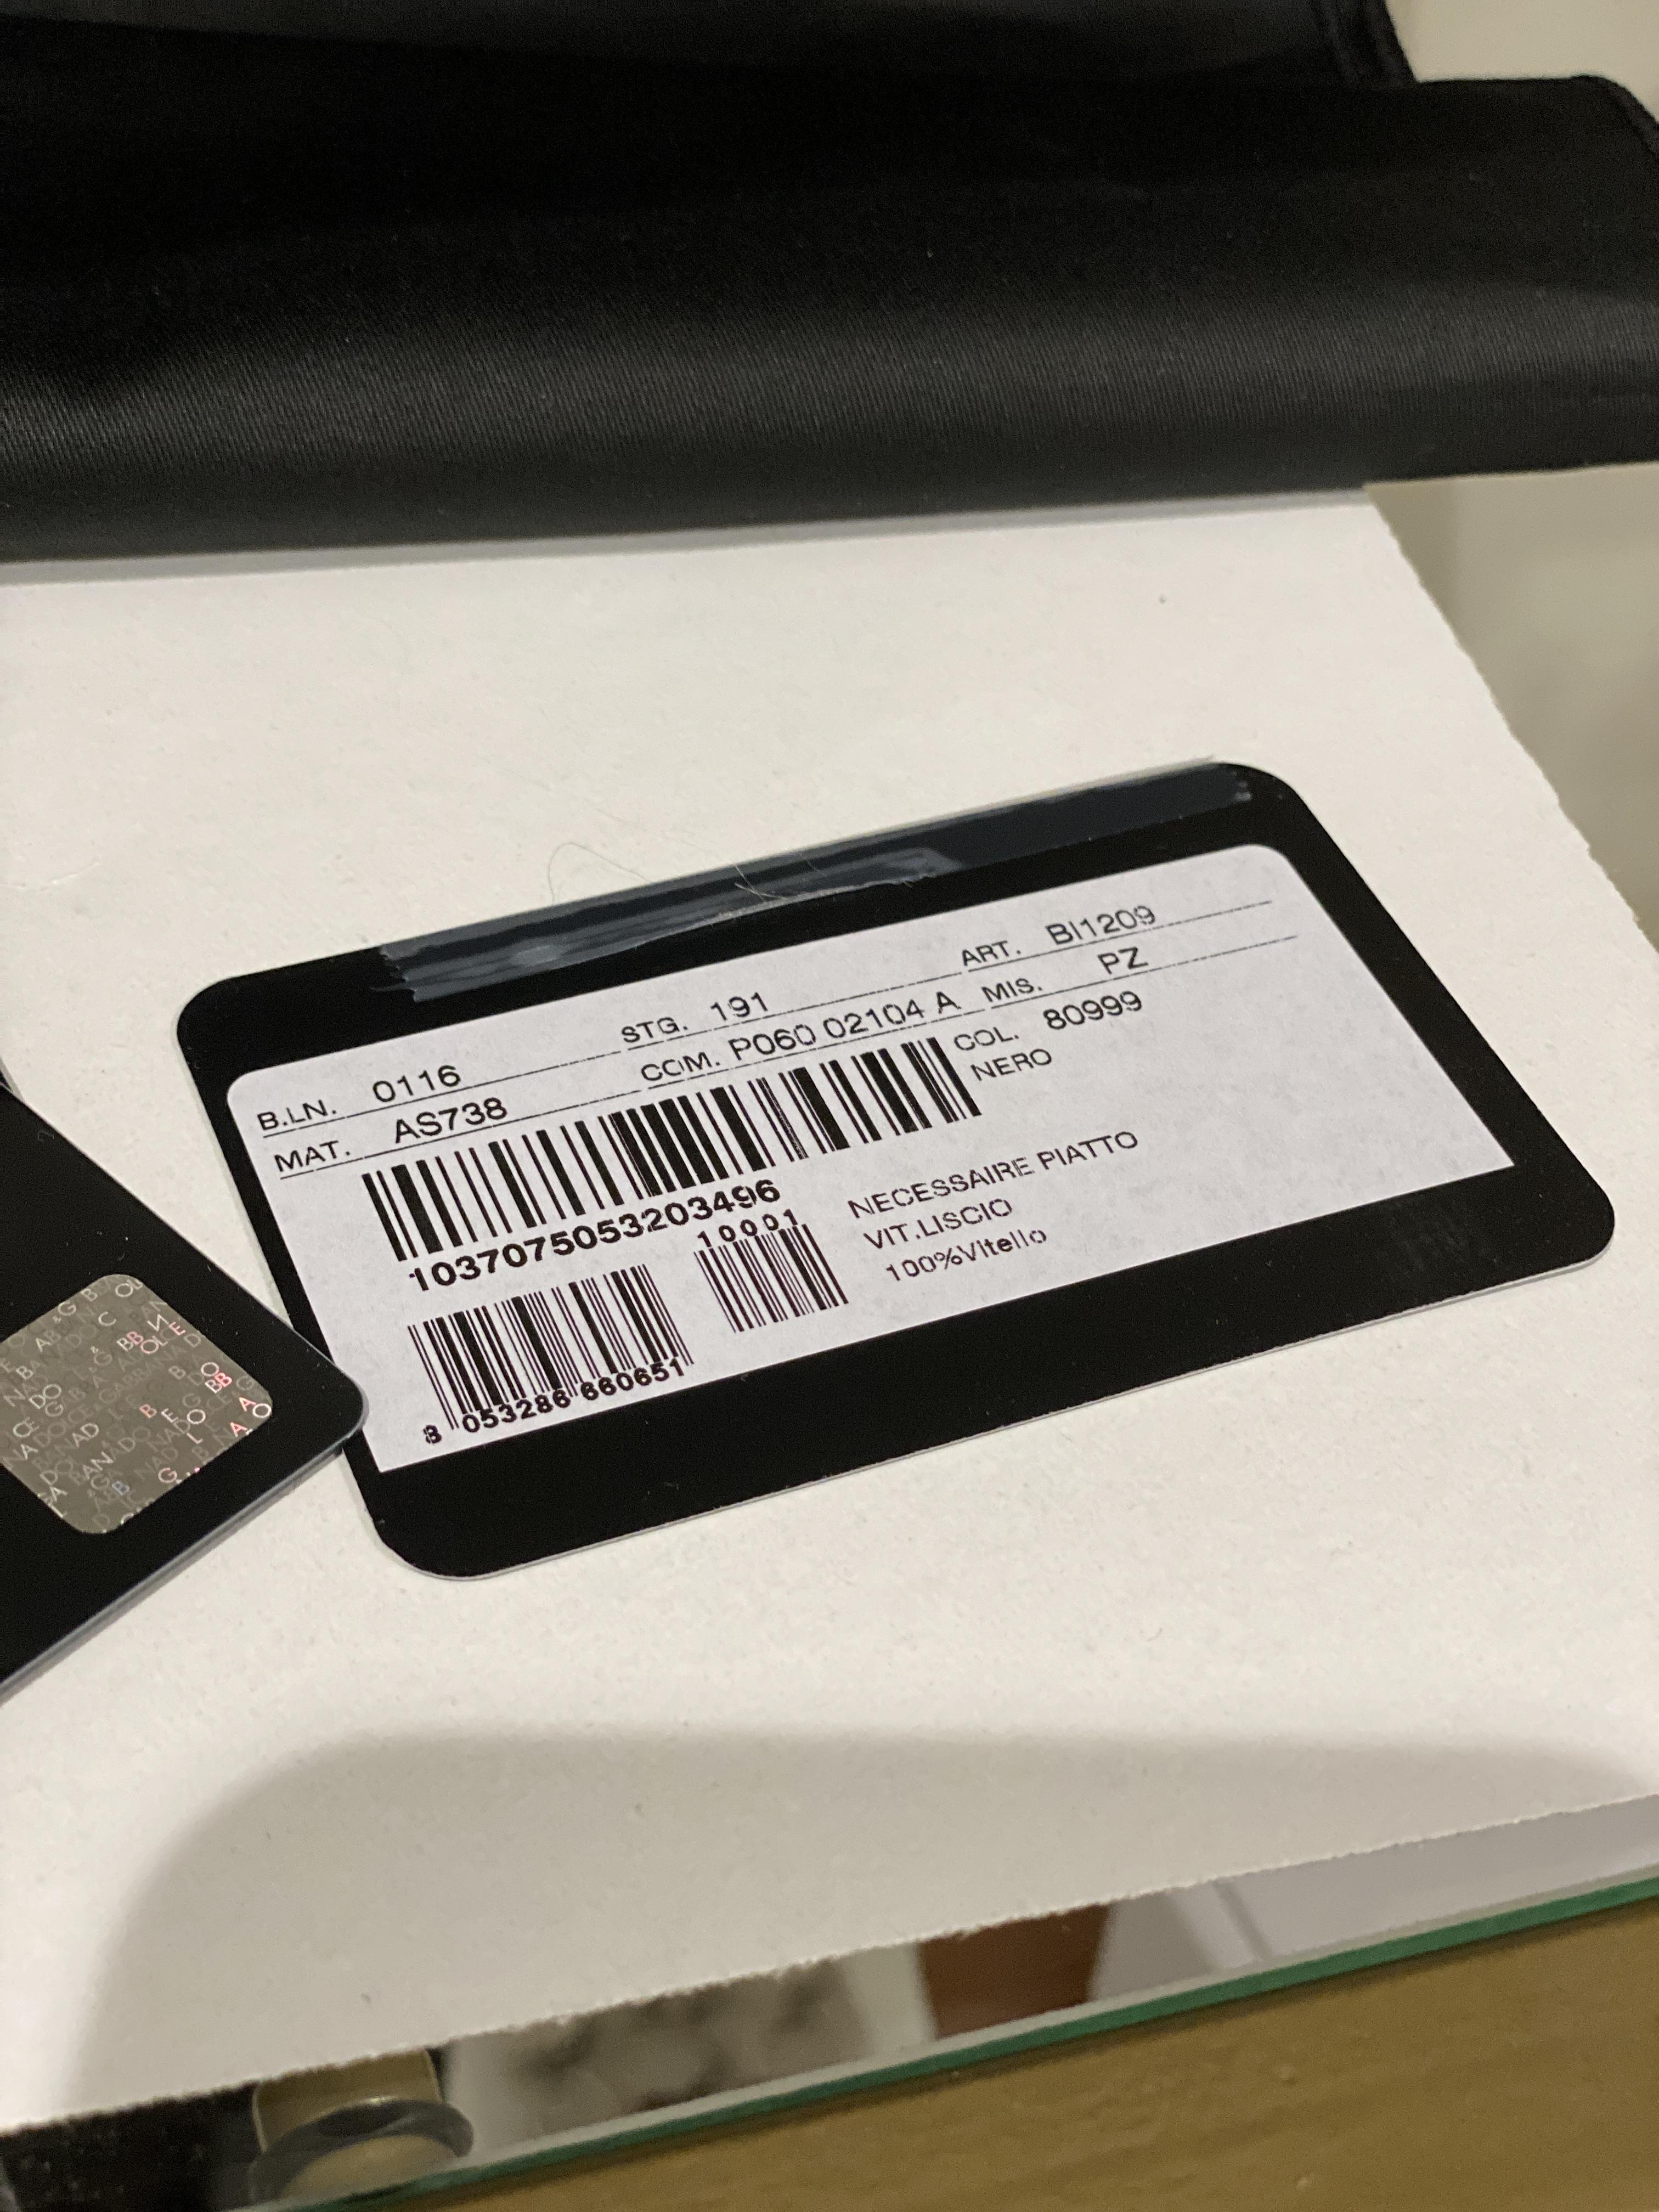 B.LN. 0116 STG. 191 ART. BI1209
MAT. AS738 COM. P060 02104 A MIS. PZ
COL. 80999
NERO
1037075053203496
10001
8 053286 660651
NECESSAIRE PIATTO
VIT.LISCIO
100%Vitello